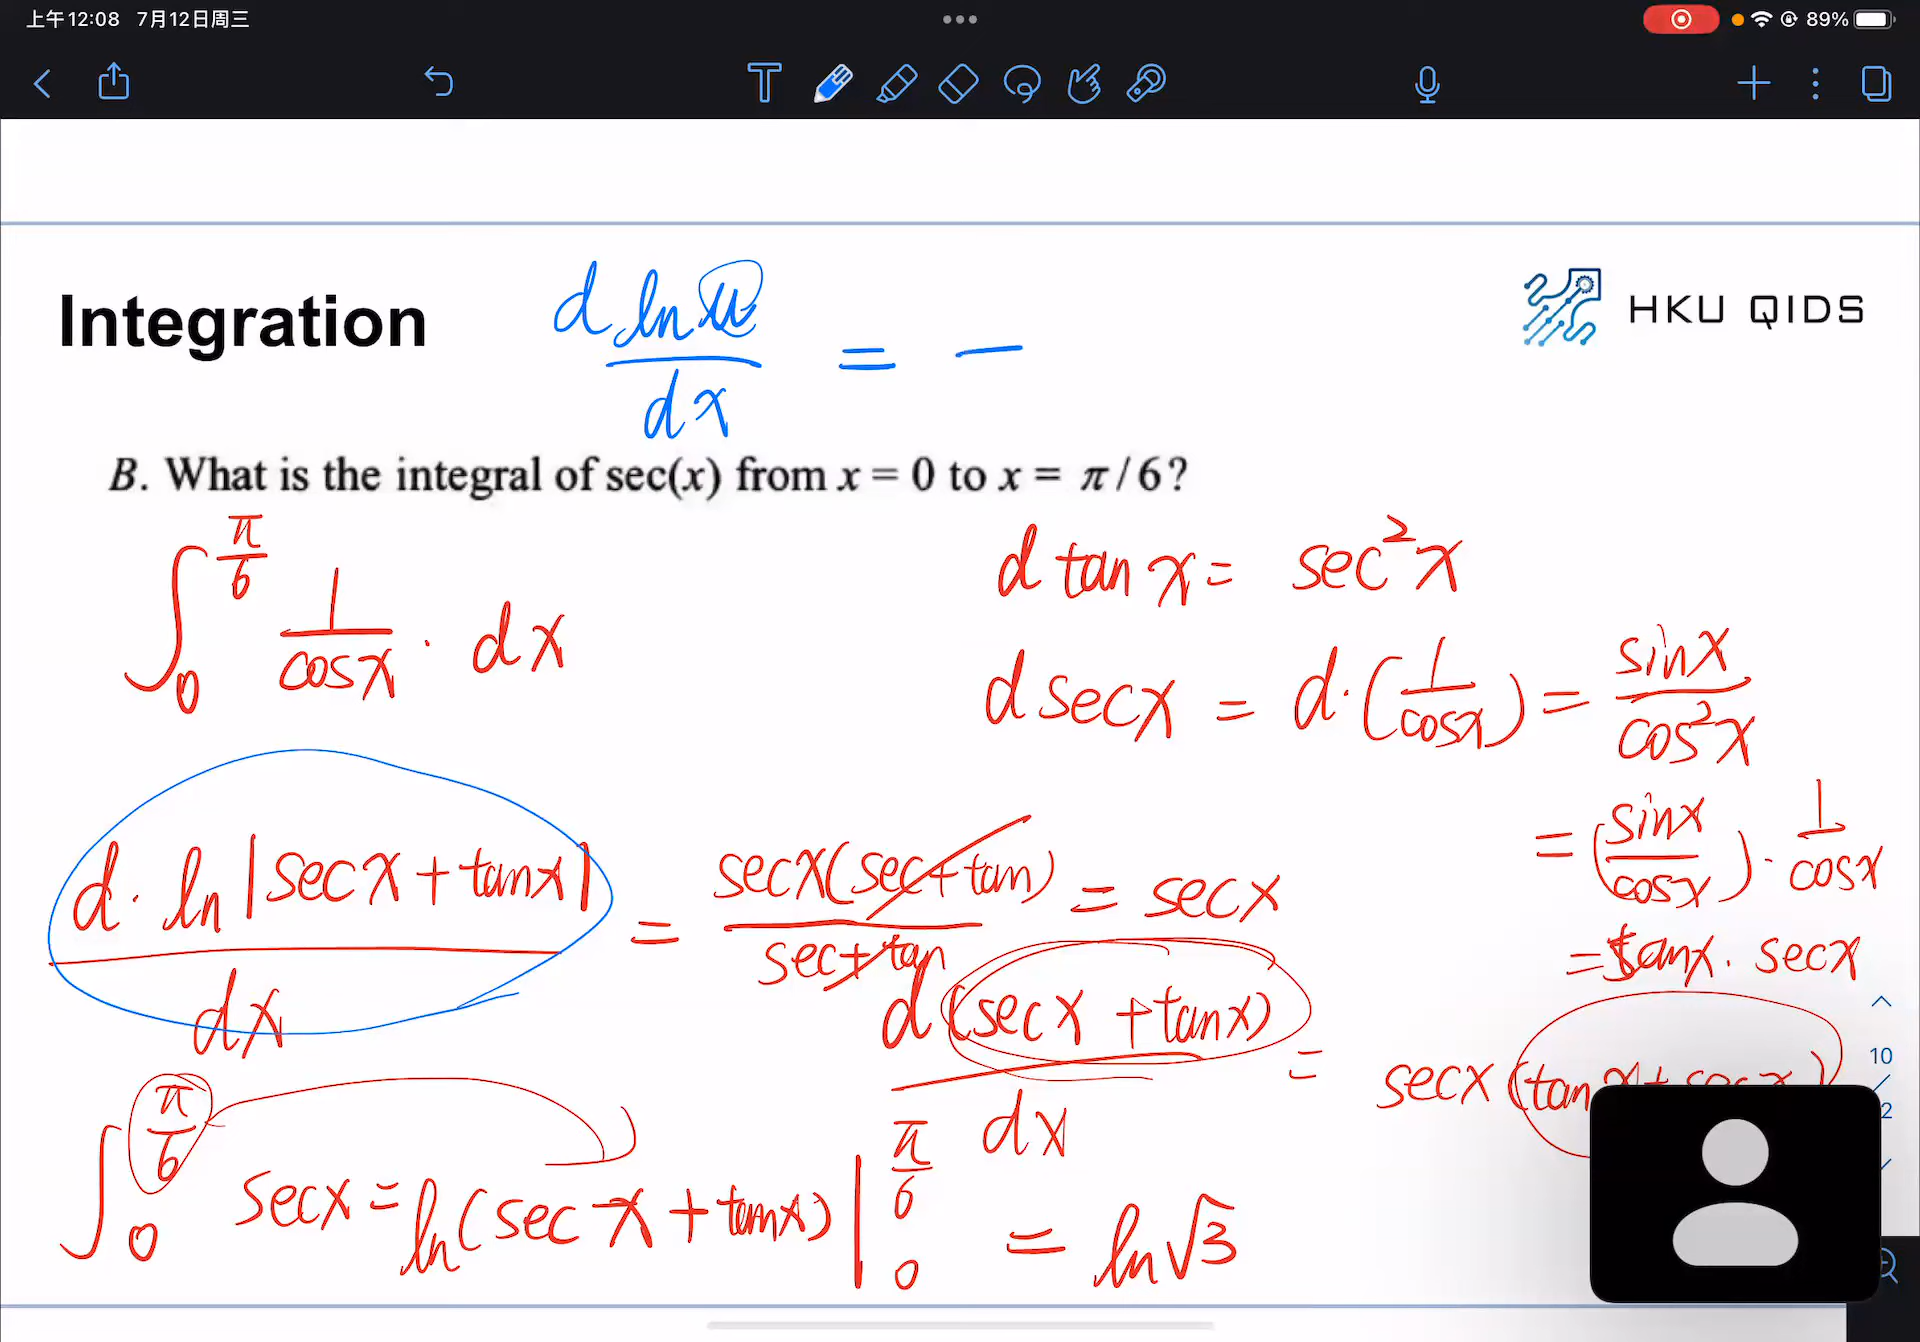 上午12:08 7月12日周三
89%
Integration
d ln u / dx = —
HKU QIDS
B. What is the integral of sec(x) from x = 0 to x = π/6?
∫₀^(π/6) 1/cosx · dx
d tan x = sec²x
d secx = d·(1/cosx) = sinx/cos²x
= (sinx/cosx)·1/cosx
= tanx · secx
d·ln|secx+tanx| / dx = secx(sec+tan) / sec+tan = secx
d(secx+tanx) / dx = secx(tanx+secx)
10
∫₀^(π/6) secx = ln(secx+tanx)|₀^(π/6) = ln√3